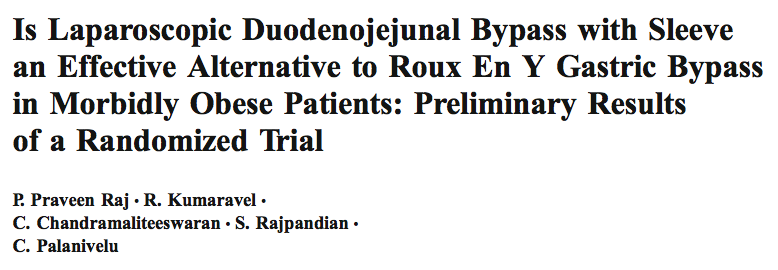 Is Laparoscopic Duodenojejunal Bypass with Sleeve
an Effective Alternative to Roux En Y Gastric Bypass
in Morbidly Obese Patients: Preliminary Results
of a Randomized Trial
P. Praveen Raj · R. Kumaravel ·
C. Chandramaliteeswaran · S. Rajpandian ·
C. Palanivelu